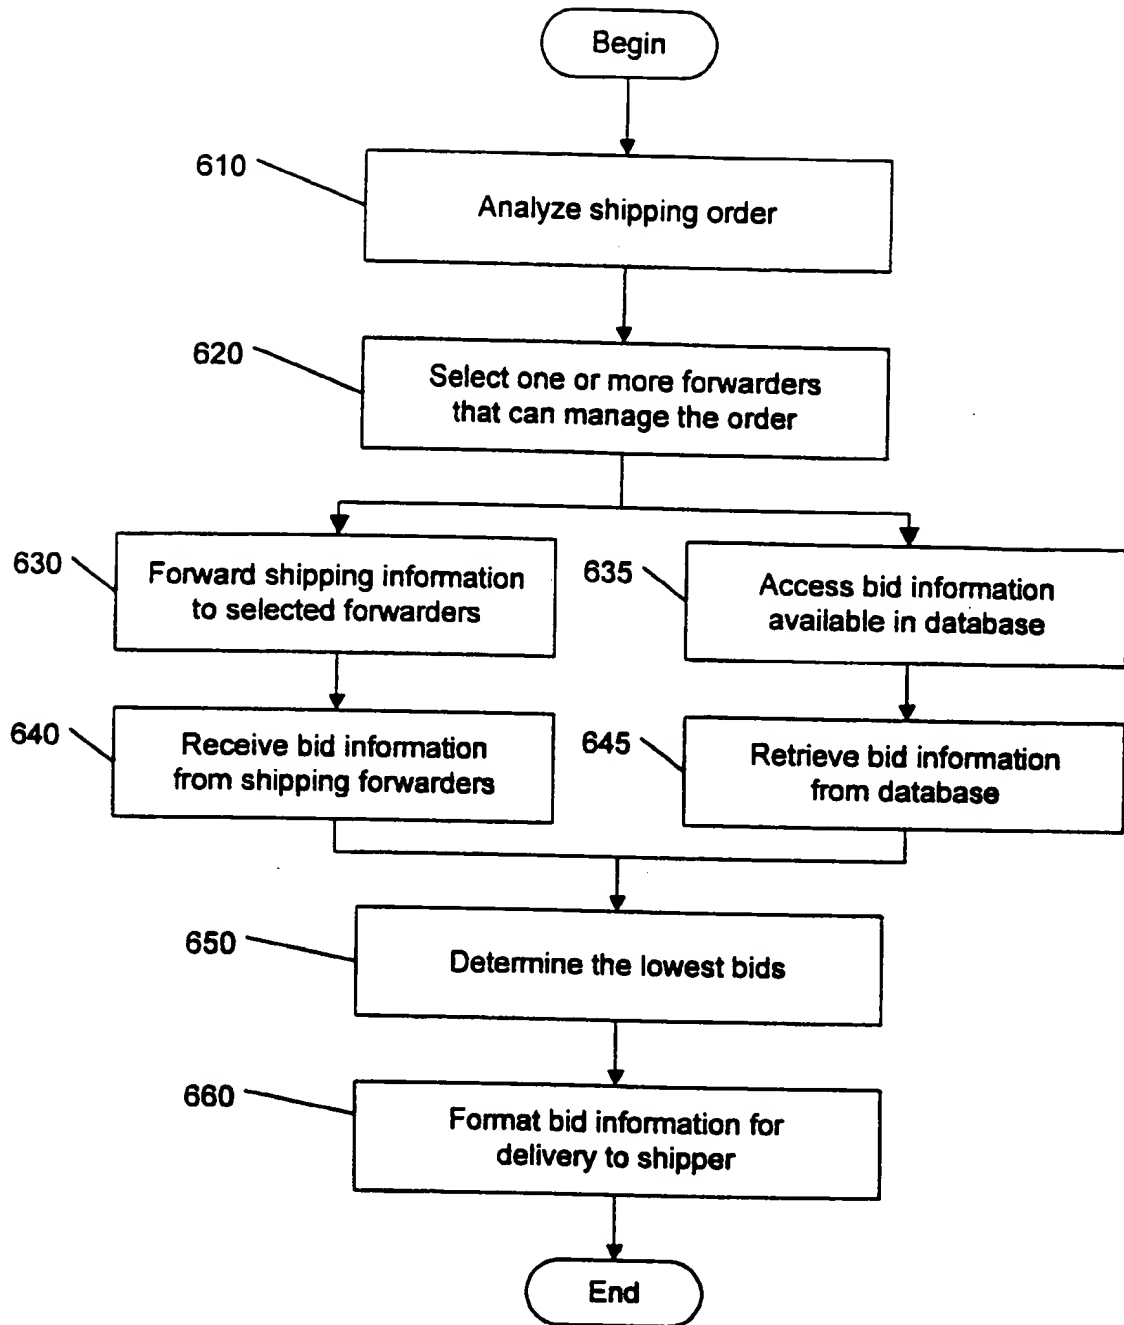 Begin
610
Analyze shipping order
620
Select one or more forwarders
that can manage the order
630
Forward shipping information
to selected forwarders
635
Access bid information
available in database
640
Receive bid information
from shipping forwarders
645
Retrieve bid information
from database
650
Determine the lowest bids
660
Format bid information for
delivery to shipper
End